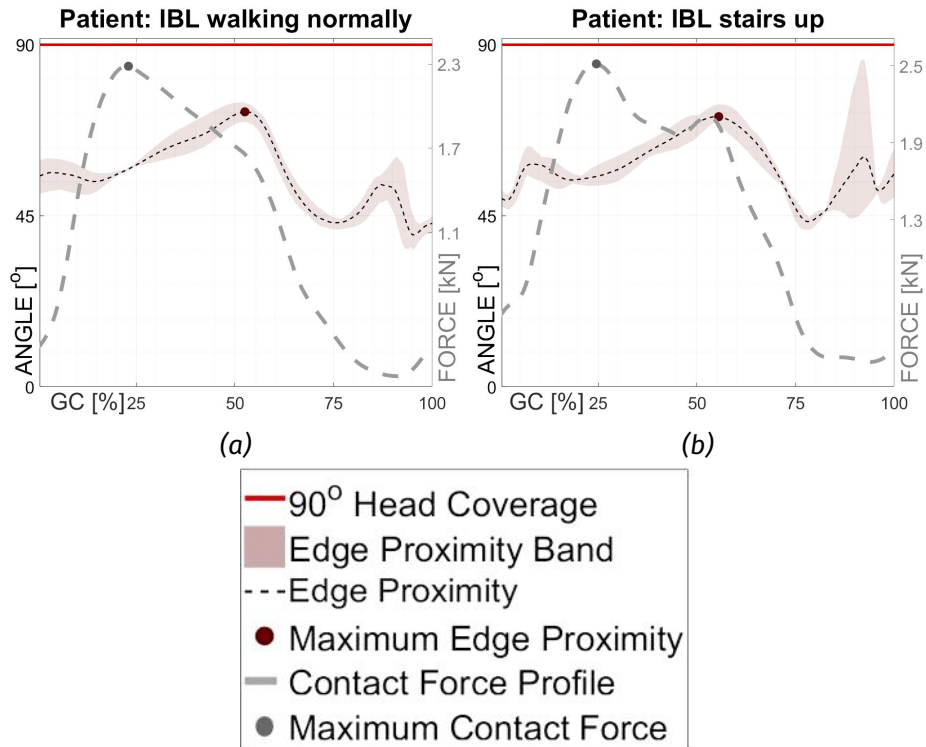 Patient: IBL walking normally
90
45
0
ANGLE [o]
2.3
1.7
1.1
FORCE [kN]
GC [%] 25 50 75 100
(a)
Patient: IBL stairs up
90
45
0
ANGLE [o]
2.5
1.9
1.3
FORCE [kN]
GC [%] 25 50 75 100
(b)
90o Head Coverage
Edge Proximity Band
Edge Proximity
Maximum Edge Proximity
Contact Force Profile
Maximum Contact Force